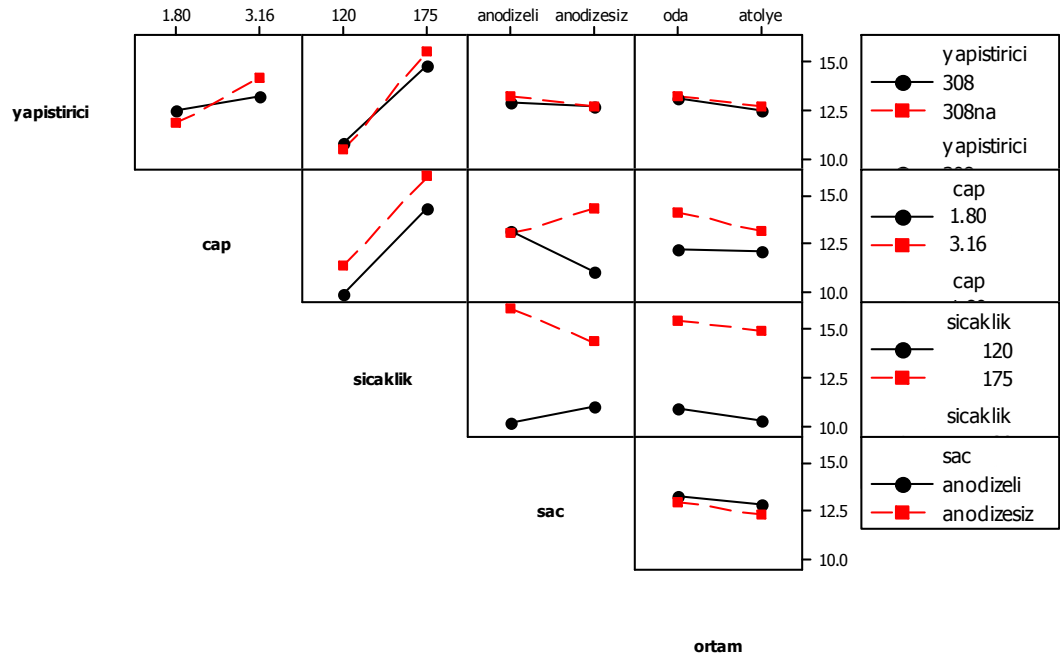 1.80 3.16 120 175 anodizeli anodizesiz oda atolye
yapistirici
15.0
12.5
10.0
yapistirici
308
308na
yapistirici
cap
15.0
12.5
10.0
cap
1.80
3.16
cap
sicaklik
15.0
12.5
10.0
sicaklik
120
175
sicaklik
sac
15.0
12.5
10.0
sac
anodizeli
anodizesiz
ortam